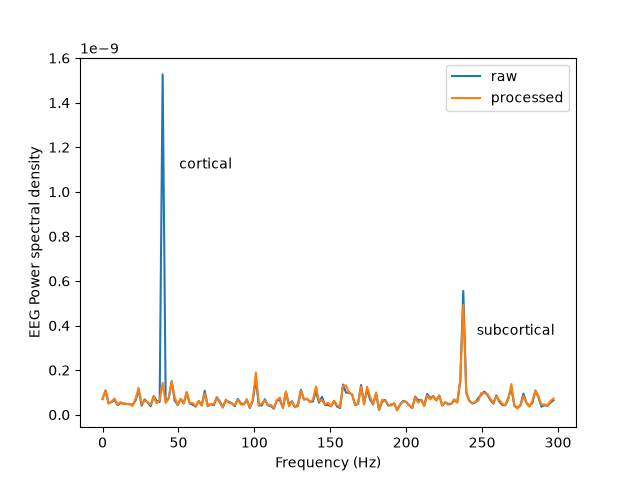 1e−9
1.6
1.4
1.2
1.0
0.8
0.6
0.4
0.2
0.0
EEG Power spectral density
raw
processed
cortical
subcortical
0 50 100 150 200 250 300
Frequency (Hz)